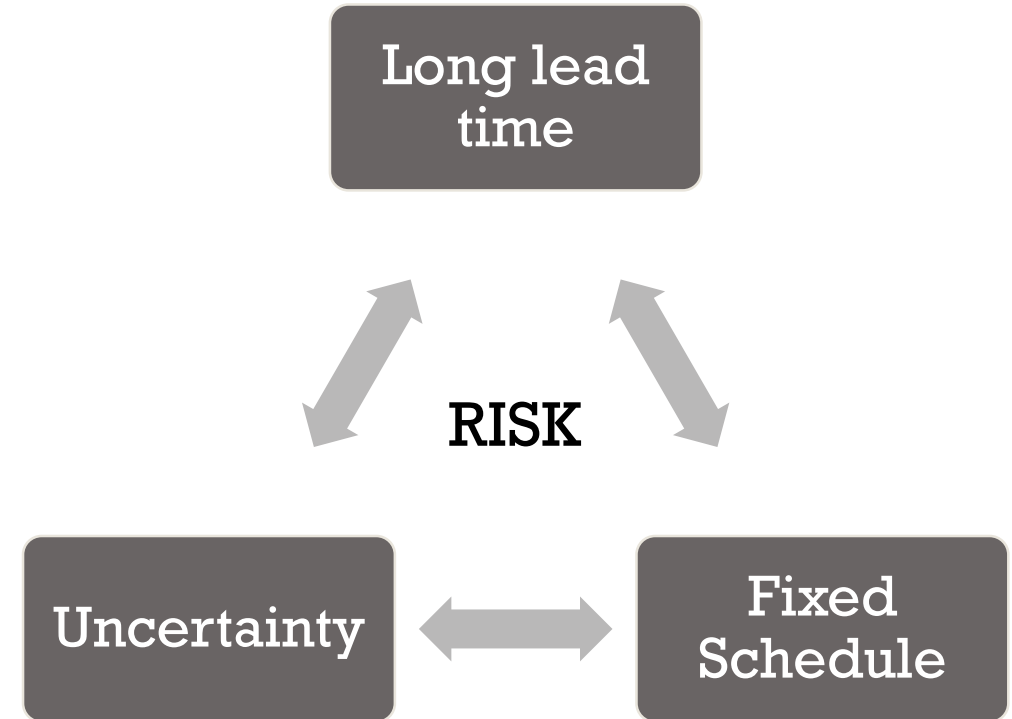 Long lead
time
RISK
Uncertainty
Fixed
Schedule